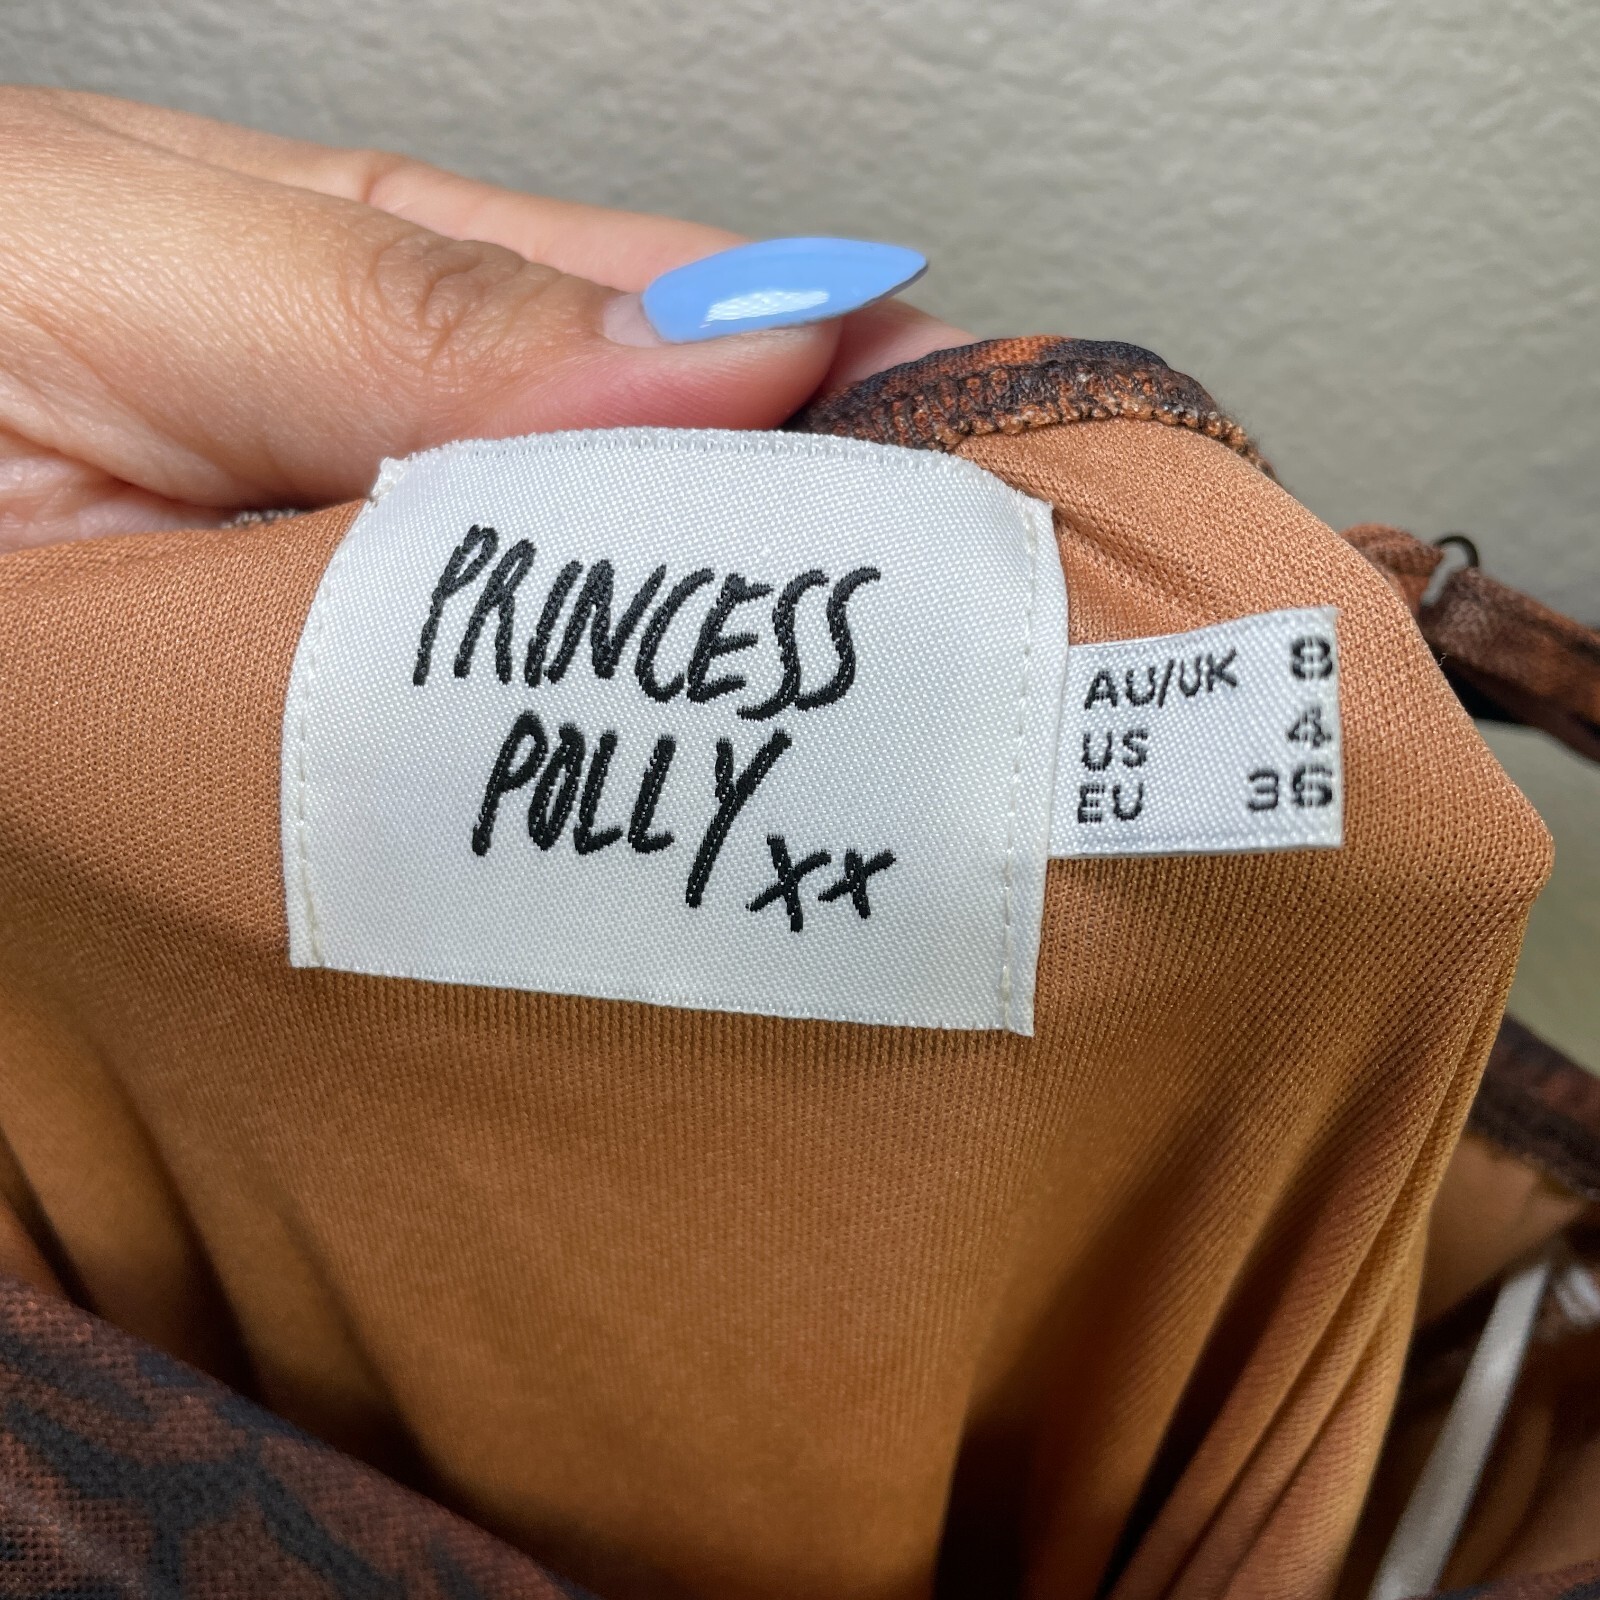 PRINCESS
POLLY xx
AU/UK 8
US 4
EU 36